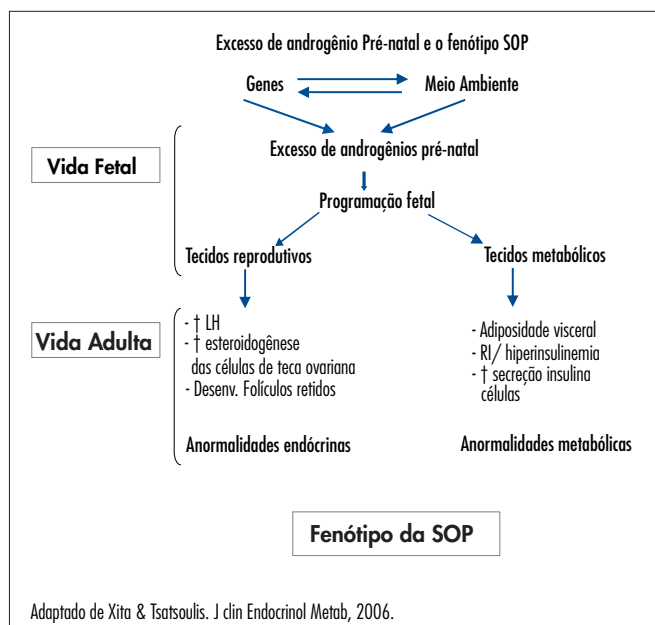 Excesso de androgênio Pré-natal e o fenótipo SOP
Genes
Meio Ambiente
Vida Fetal
Excesso de androgênios pré-natal
Programação fetal
Tecidos reprodutivos
Tecidos metabólicos
Vida Adulta
- † LH
- † esteroidogênese
das células de teca ovariana
- Desenv. Folículos retidos
- Adiposidade visceral
- RI/ hiperinsulinemia
- † secreção insulina
células
Anormalidades endócrinas
Anormalidades metabólicas
Fenótipo da SOP
Adaptado de Xita & Tsatsoulis. J clin Endocrinol Metab, 2006.